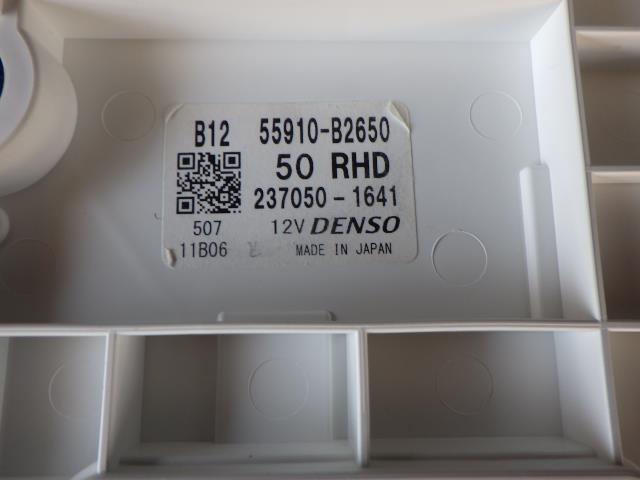 B12 55910-B2650
50 RHD
237050-1641
507 12V DENSO
11B06 MADE IN JAPAN